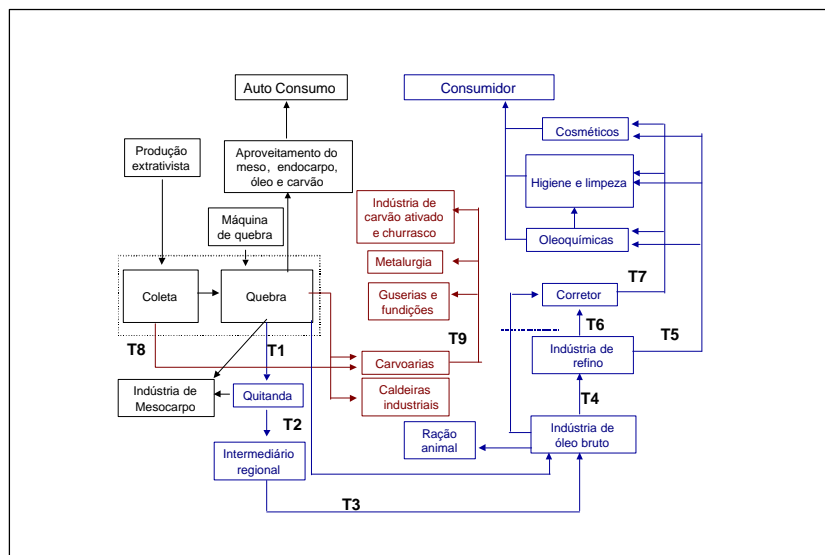 Auto Consumo
Consumidor
Produção
extrativista
Aproveitamento do
meso, endocarpo,
óleo e carvão
Cosméticos
Higiene e limpeza
Oleoquímicas
Máquina
de quebra
Indústria de
carvão ativado
e churrasco
Metalurgia
Guserias e
fundições
Coleta
Quebra
T7
Corretor
T8
T1
T9
T6
T5
Indústria de
refino
Carvoarias
Caldeiras
industriais
Indústria de
Mesocarpo
Quitanda
T2
T4
Ração
animal
Indústria de
óleo bruto
Intermediário
regional
T3